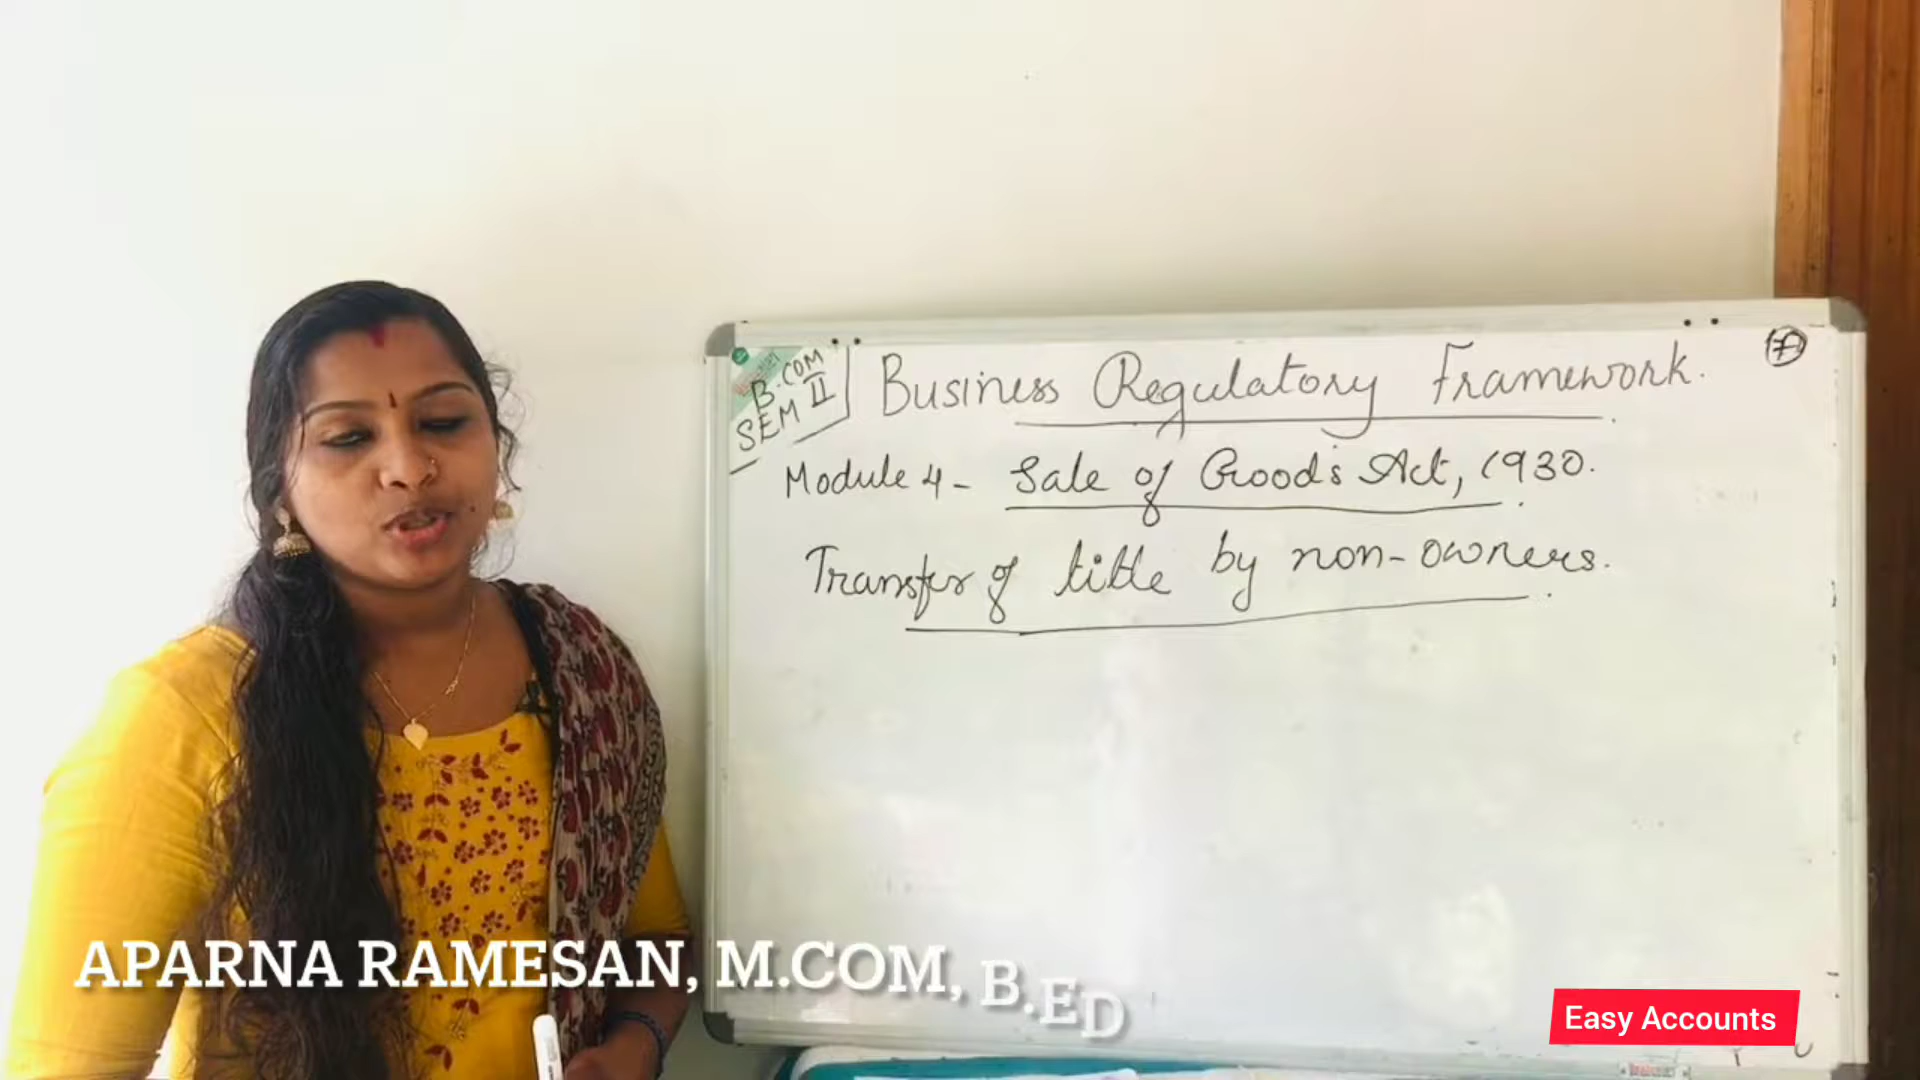 B.COM
SEM II
Business Regulatory Framework.
Module 4 - Sale of Goods Act, 1930.
Transfer of title by non-owners.
APARNA RAMESAN, M.COM, B.ED
Easy Accounts